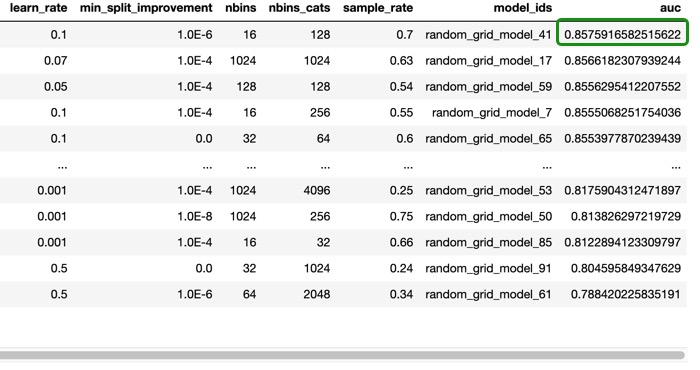 learn_rate min_split_improvement nbins nbins_cats sample_rate model_ids auc
0.1 1.0E-6 16 128 0.7 random_grid_model_41 0.8575916582515622
0.07 1.0E-4 1024 1024 0.63 random_grid_model_17 0.8566182307939244
0.05 1.0E-4 128 128 0.54 random_grid_model_59 0.8556295412207552
0.1 1.0E-4 16 256 0.55 random_grid_model_7 0.8555068251754036
0.1 0.0 32 64 0.6 random_grid_model_65 0.8553977870239439
... ... ... ... ... ... ...
0.001 1.0E-4 1024 4096 0.25 random_grid_model_53 0.8175904312471897
0.001 1.0E-8 1024 256 0.75 random_grid_model_50 0.813826297219729
0.001 1.0E-4 16 32 0.66 random_grid_model_85 0.8122894123309797
0.5 0.0 32 1024 0.24 random_grid_model_91 0.804595849347629
0.5 1.0E-6 64 2048 0.34 random_grid_model_61 0.788420225835191